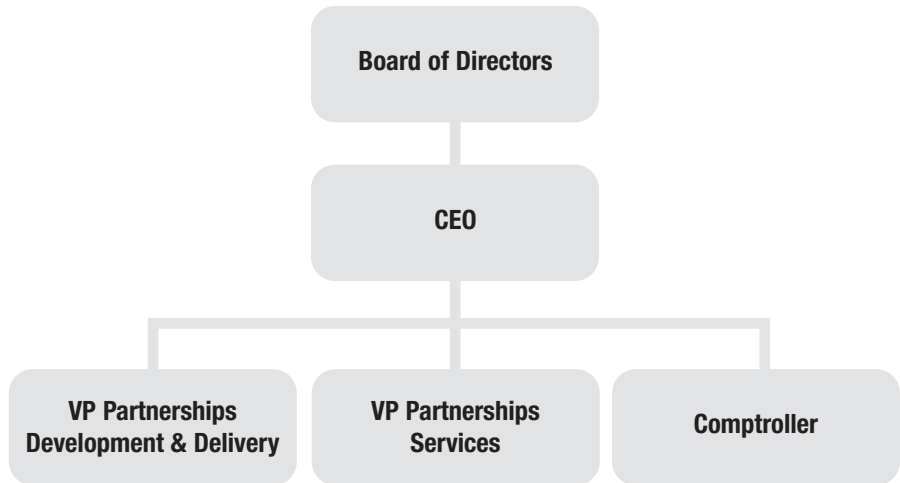 Board of Directors
CEO
VP Partnerships
Development & Delivery
VP Partnerships
Services
Comptroller